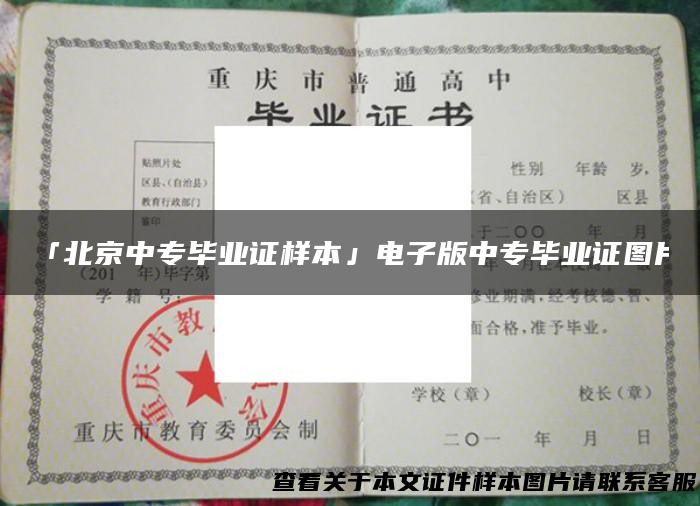 重庆市普通高中
毕业证书
贴照片处
区县、(自治县)
教育行政部门
性别 年龄 岁,
省、自治区) 区县
于二〇〇 年 月
「北京中专毕业证样本」电子版中专毕业证图
(201 年)毕字第
学籍号:
修业期满,经考核德、智、
面合格,准予毕业。
重庆市教
会
学校(章) 校长(章)
重庆市教育委员会制
二〇一 年 月 日
查看关于本文证件样本图片请联系客服